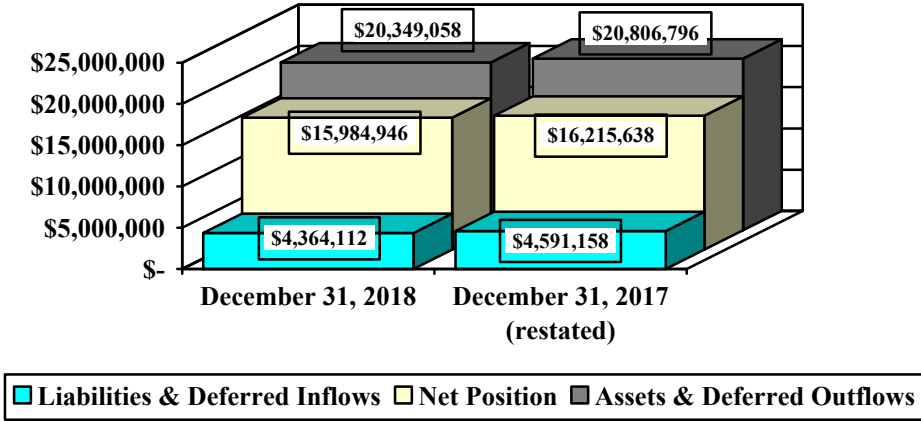 $20,349,058
$20,806,796
$25,000,000
$20,000,000
$15,000,000
$10,000,000
$5,000,000
$-
$15,984,946
$16,215,638
$4,364,112
$4,591,158
December 31, 2018
December 31, 2017
(restated)
Liabilities & Deferred Inflows
Net Position
Assets & Deferred Outflows